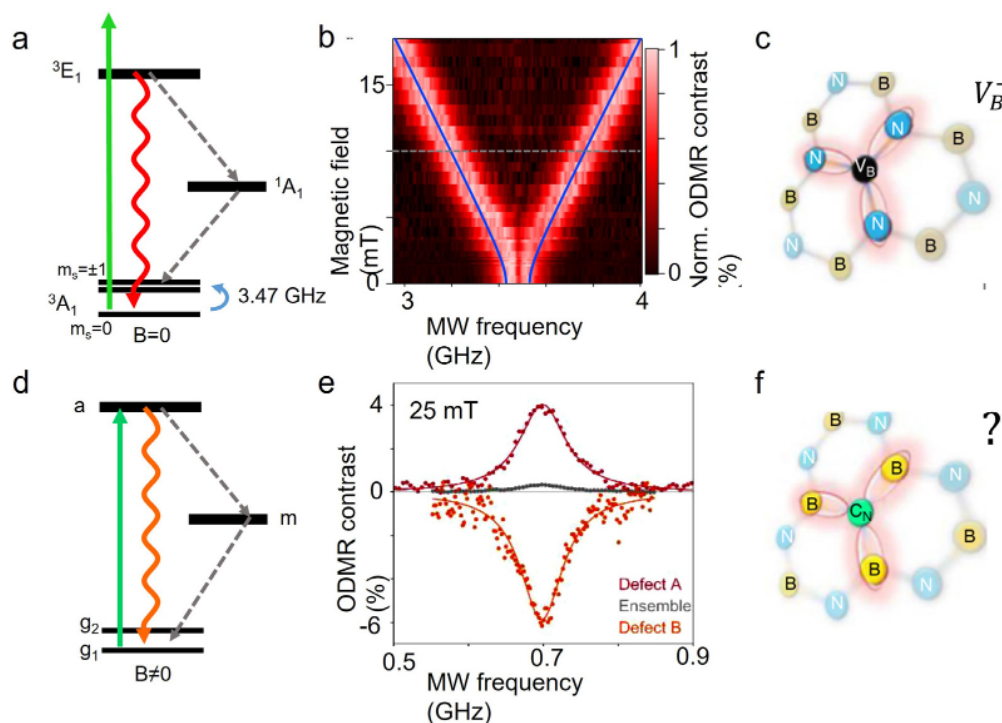 a
³E₁
¹A₁
mₛ=±1
³A₁
3.47 GHz
mₛ=0
B=0
b
15
Magnetic field
(mT)
0
3
4
MW frequency
(GHz)
1
0
Norm. ODMR contrast
(%)
c
V_B⁻
N
B
B
N
N
B
V_B
B
N
N
B
B
N
B
d
a
m
g₂
g₁
B≠0
e
25 mT
4
0
-6
ODMR contrast
(%)
Defect A
Ensemble
Defect B
0.5
0.7
0.9
MW frequency
(GHz)
f
?
B
N
N
B
N
B
C_N
B
N
B
B
N
N